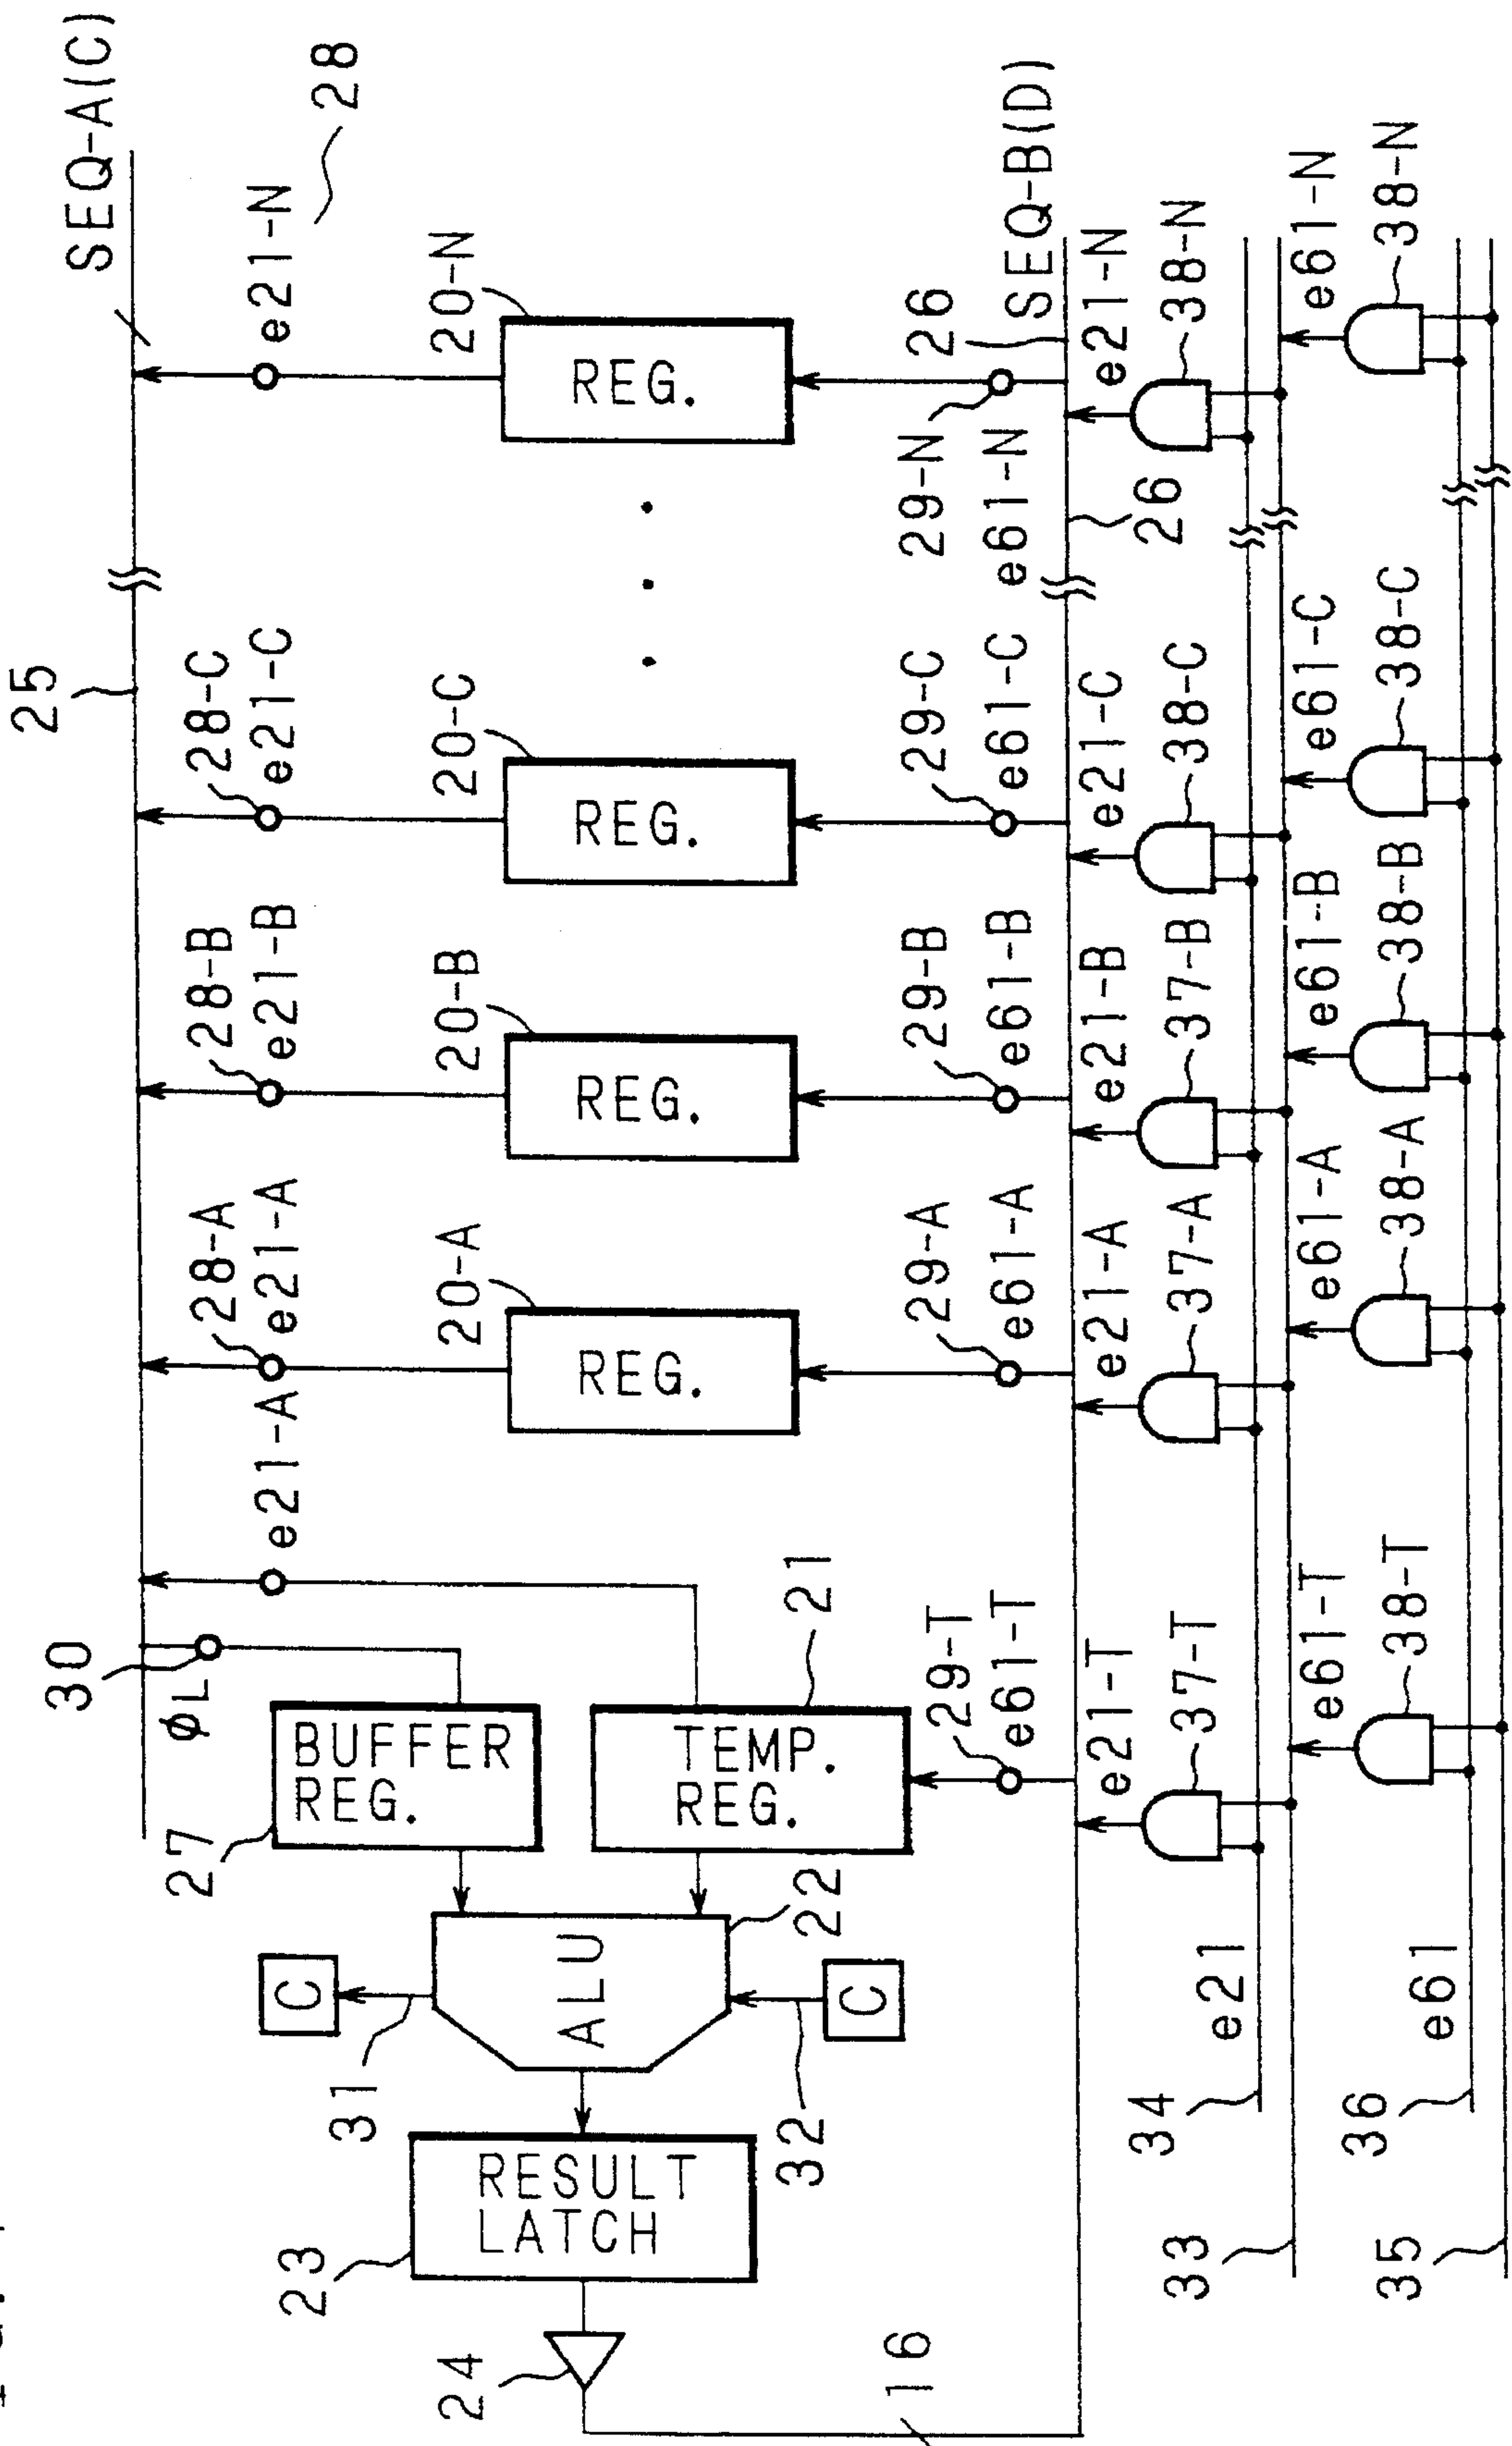 SEQ-A(C)
25
30
φL
e21-A
28-A
e21-A
28-B
e21-B
28-C
e21-C
e21-N
28
27
BUFFER
REG.
TEMP.
REG.
21
20-A
REG.
20-B
REG.
20-C
REG.
20-N
REG.
. . .
C
31
ALU
22
32
C
23
RESULT
LATCH
24
16
29-T
e61-T
29-A
e61-A
29-B
e61-B
29-C
e61-C
29-N
e61-N
26
26
SEQ-B(D)
e21-T
e21-A
e21-B
e21-C
e21-N
37-T
37-A
37-B
38-C
38-N
34
e21
33
e61-T
e61-A
e61-B
e61-C
e61-N
38-T
38-A
38-B
38-C
38-N
36
e61
35